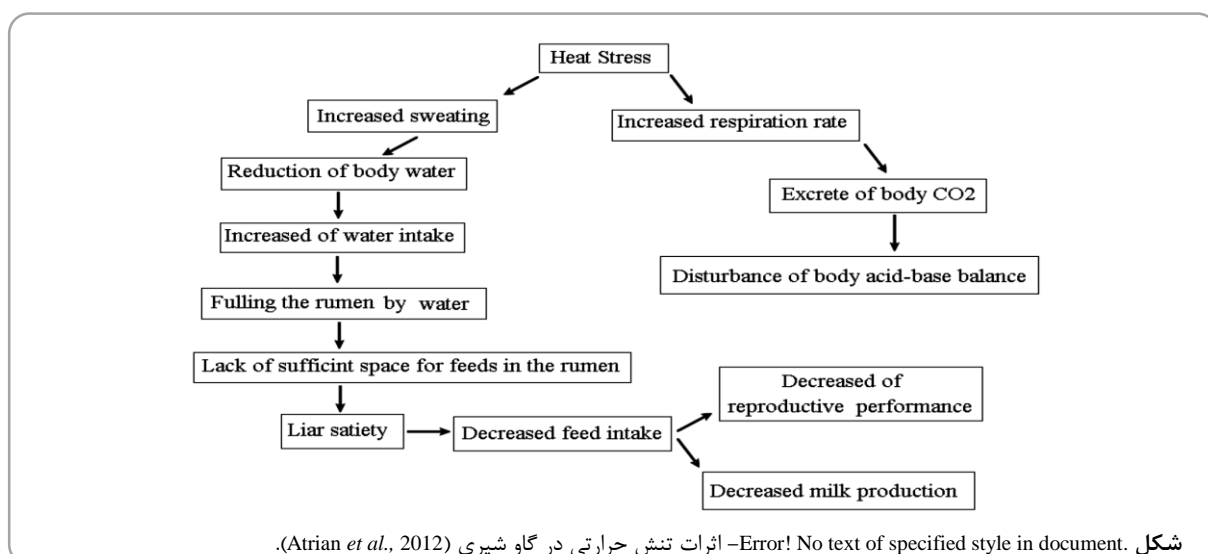 Heat Stress
Increased sweating
Increased respiration rate
Reduction of body water
Excrete of body CO2
Increased of water intake
Disturbance of body acid-base balance
Fulling the rumen by water
Lack of sufficint space for feeds in the rumen
Decreased of
reproductive performance
Liar satiety
Decreased feed intake
Decreased milk production
شکل Error! No text of specified style in document.– اثرات تنش حرارتی در گاو شیری (Atrian et al., 2012).